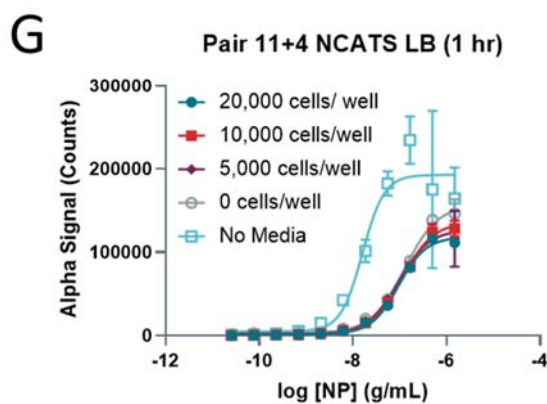 G
Pair 11+4 NCATS LB (1 hr)
Alpha Signal (Counts)
300000
200000
100000
0
20,000 cells/ well
10,000 cells/well
5,000 cells/well
0 cells/well
No Media
-12 -10 -8 -6 -4
log [NP] (g/mL)